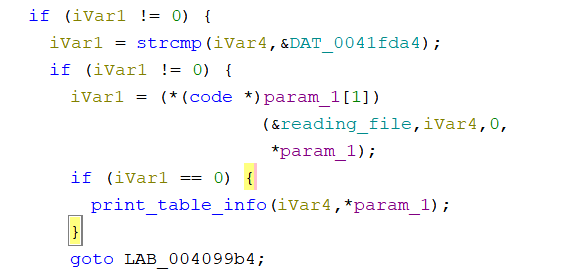 if (iVar1 != 0) {
iVar1 = strcmp(iVar4,&DAT_0041fda4);
if (iVar1 != 0) {
iVar1 = (*(code *)param_1[1])
(&reading_file,iVar4,0,
*param_1);
if (iVar1 == 0) {
print_table_info(iVar4,*param_1);
}
goto LAB_004099b4;